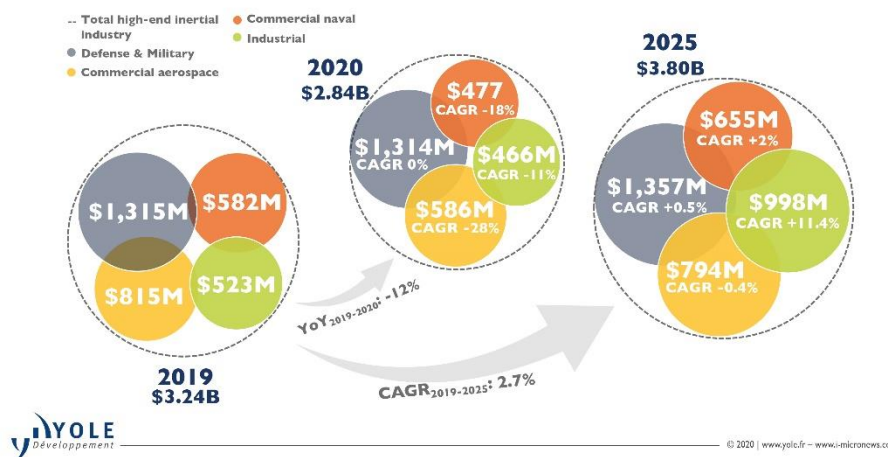 -- Total high-end inertial
industry
Defense & Military
Commercial aerospace
Commercial naval
Industrial
2019
$3.24B
$1,315M
$582M
$815M
$523M
YoY2019-2020: -12%
CAGR2019-2025: 2.7%
2020
$2.84B
$477
CAGR -18%
$1,314M
CAGR 0%
$466M
CAGR -11%
$586M
CAGR -28%
2025
$3.80B
$655M
CAGR +2%
$1,357M
CAGR +0.5%
$998M
CAGR +11.4%
$794M
CAGR -0.4%
YOLE
Développement
© 2020 | www.yole.fr – www.i-micronews.co